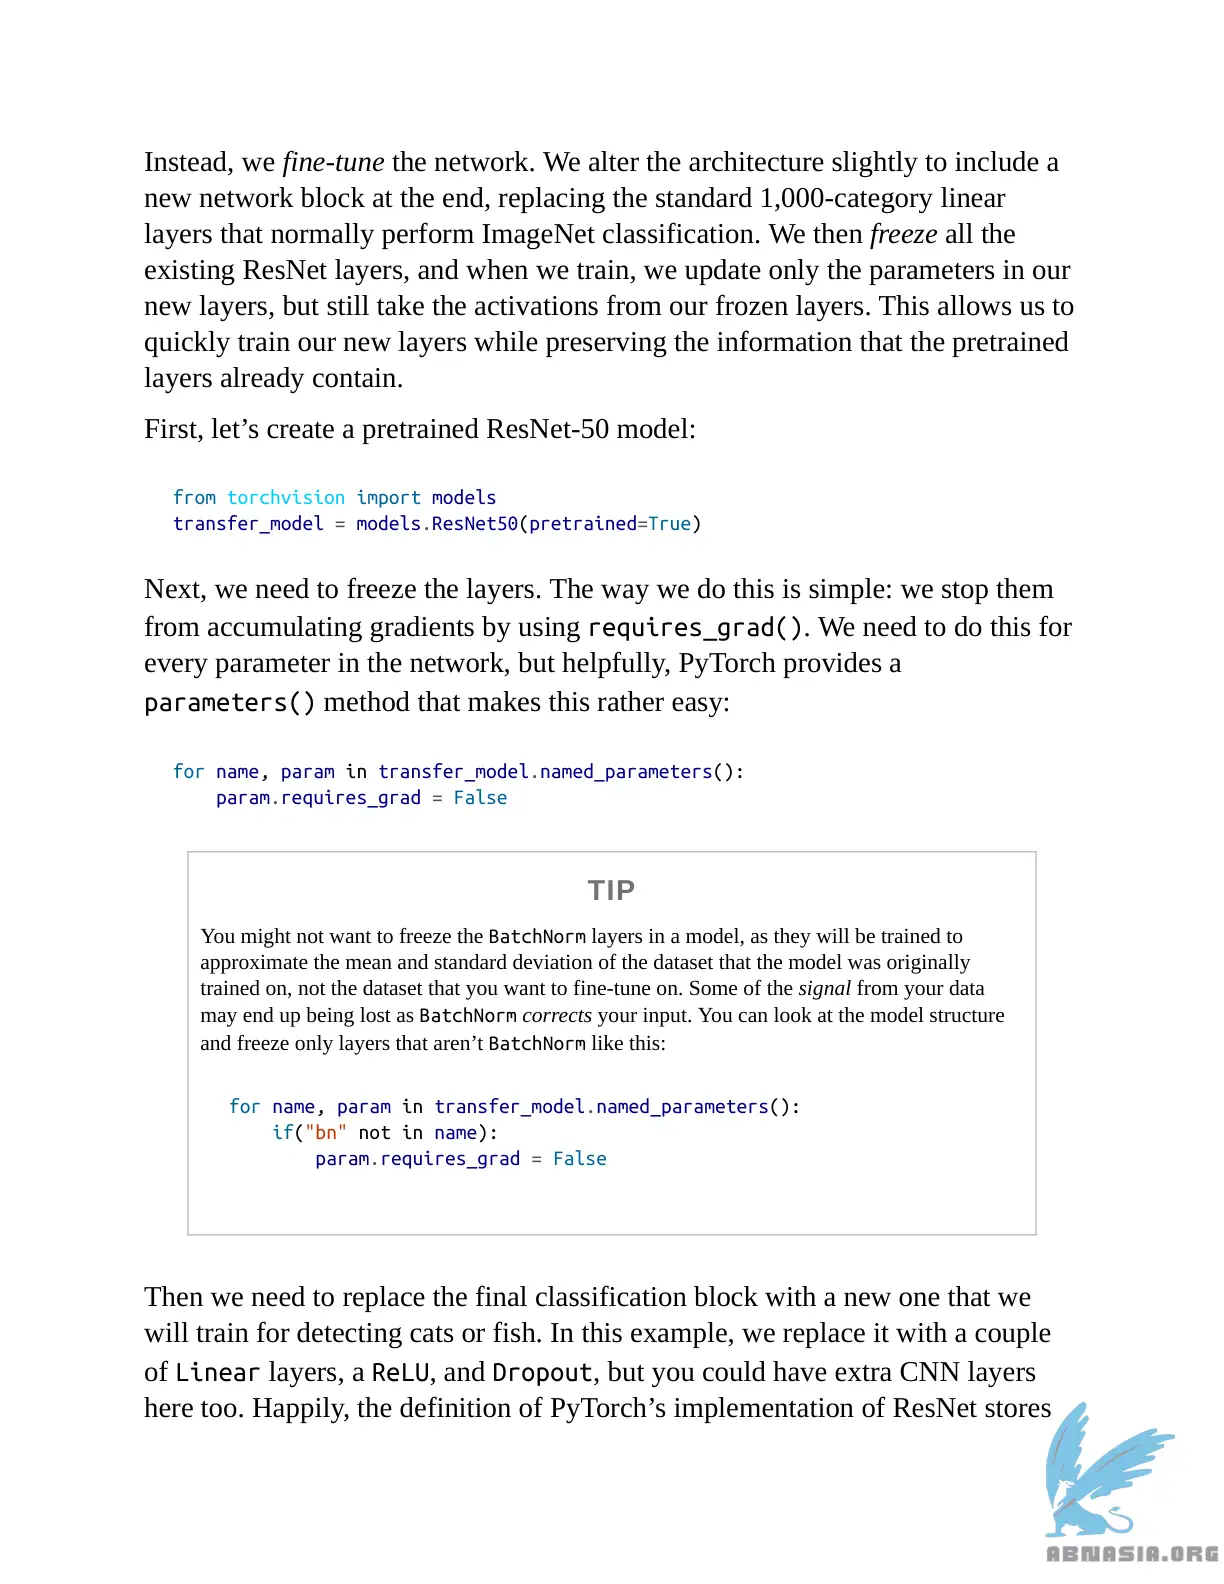 Instead, we fine-tune the network. We alter the architecture slightly to include a
new network block at the end, replacing the standard 1,000-category linear
layers that normally perform ImageNet classification. We then freeze all the
existing ResNet layers, and when we train, we update only the parameters in our
new layers, but still take the activations from our frozen layers. This allows us to
quickly train our new layers while preserving the information that the pretrained
layers already contain.
First, let’s create a pretrained ResNet-50 model:
from torchvision import models
transfer_model = models.ResNet50(pretrained=True)
Next, we need to freeze the layers. The way we do this is simple: we stop them
from accumulating gradients by using requires_grad(). We need to do this for
every parameter in the network, but helpfully, PyTorch provides a
parameters() method that makes this rather easy:
for name, param in transfer_model.named_parameters():
    param.requires_grad = False
TIP
You might not want to freeze the BatchNorm layers in a model, as they will be trained to
approximate the mean and standard deviation of the dataset that the model was originally
trained on, not the dataset that you want to fine-tune on. Some of the signal from your data
may end up being lost as BatchNorm corrects your input. You can look at the model structure
and freeze only layers that aren’t BatchNorm like this:
for name, param in transfer_model.named_parameters():
    if("bn" not in name):
        param.requires_grad = False
Then we need to replace the final classification block with a new one that we
will train for detecting cats or fish. In this example, we replace it with a couple
of Linear layers, a ReLU, and Dropout, but you could have extra CNN layers
here too. Happily, the definition of PyTorch’s implementation of ResNet stores
ABNASIA.ORG